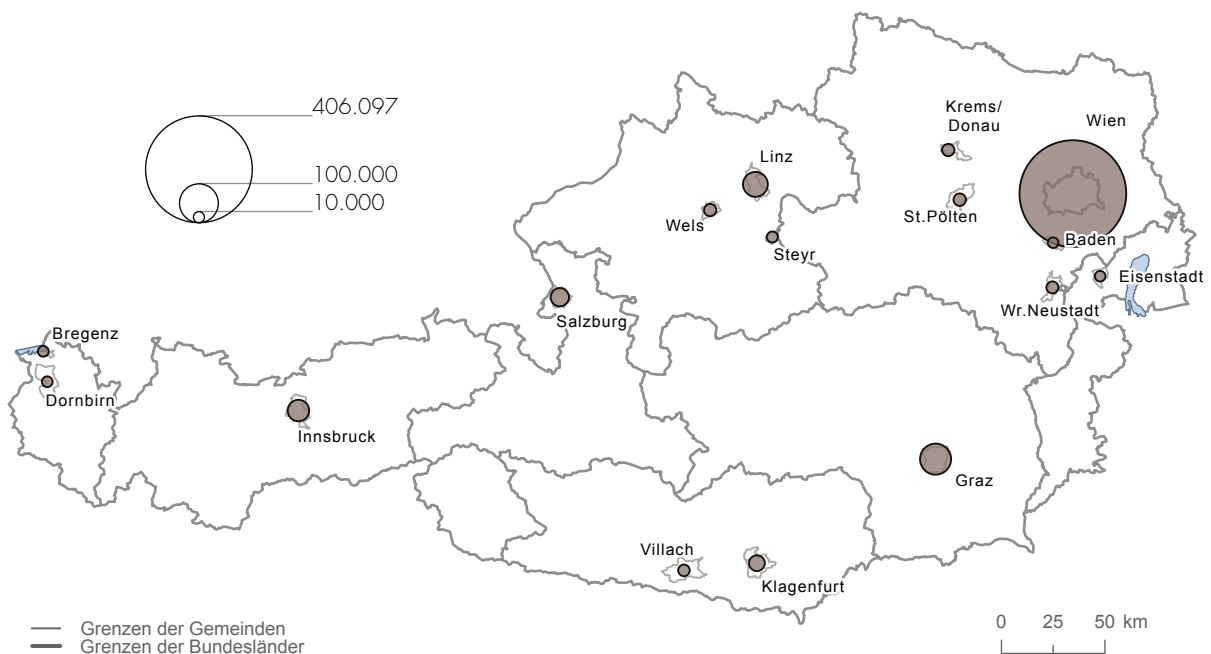 406.097
100.000
10.000
Krems/
Donau
Wien
Linz
St.Pölten
Wels
Steyr
Baden
Eisenstadt
Wr.Neustadt
Salzburg
Bregenz
Dornbirn
Innsbruck
Graz
Villach
Klagenfurt
Grenzen der Gemeinden
Grenzen der Bundesländer
0 25 50 km